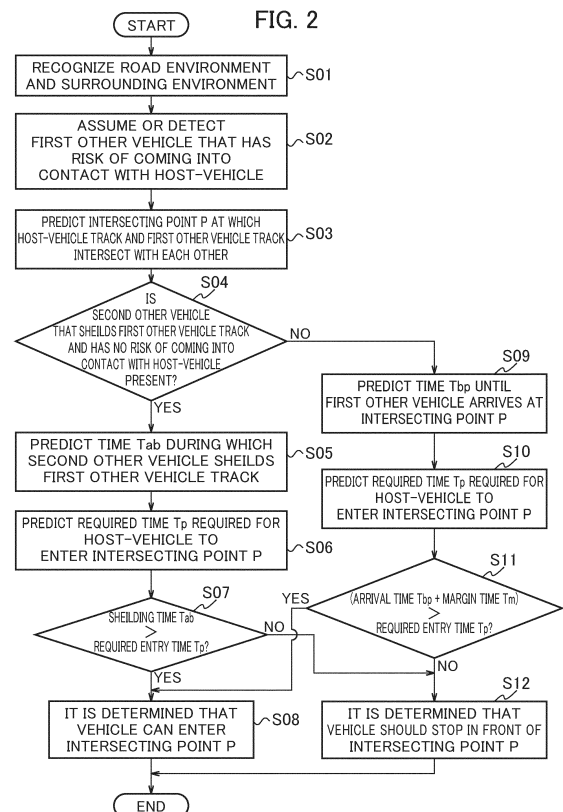 FIG. 2
START
RECOGNIZE ROAD ENVIRONMENT
AND SURROUNDING ENVIRONMENT
S01
ASSUME OR DETECT
FIRST OTHER VEHICLE THAT HAS
RISK OF COMING INTO
CONTACT WITH HOST-VEHICLE
S02
PREDICT INTERSECTING POINT P AT WHICH
HOST-VEHICLE TRACK AND FIRST OTHER VEHICLE TRACK
INTERSECT WITH EACH OTHER
S03
S04
IS
SECOND OTHER VEHICLE
THAT SHEILDS FIRST OTHER VEHICLE TRACK
AND HAS NO RISK OF COMING INTO
CONTACT WITH HOST-VEHICLE
PRESENT?
NO
YES
PREDICT TIME Tab DURING WHICH
SECOND OTHER VEHICLE SHEILDS
FIRST OTHER VEHICLE TRACK
S05
PREDICT REQUIRED TIME Tp REQUIRED FOR
HOST-VEHICLE TO
ENTER INTERSECTING POINT P
S06
S07
SHEILDING TIME Tab
>
REQUIRED ENTRY TIME Tp?
NO
YES
IT IS DETERMINED THAT
VEHICLE CAN ENTER
INTERSECTING POINT P
S08
S09
PREDICT TIME Tbp UNTIL
FIRST OTHER VEHICLE ARRIVES AT
INTERSECTING POINT P
S10
PREDICT REQUIRED TIME Tp REQUIRED FOR
HOST-VEHICLE TO
ENTER INTERSECTING POINT P
S11
(ARRIVAL TIME Tbp + MARGIN TIME Tm)
>
REQUIRED ENTRY TIME Tp?
YES
NO
S12
IT IS DETERMINED THAT
VEHICLE SHOULD STOP IN FRONT OF
INTERSECTING POINT P
END